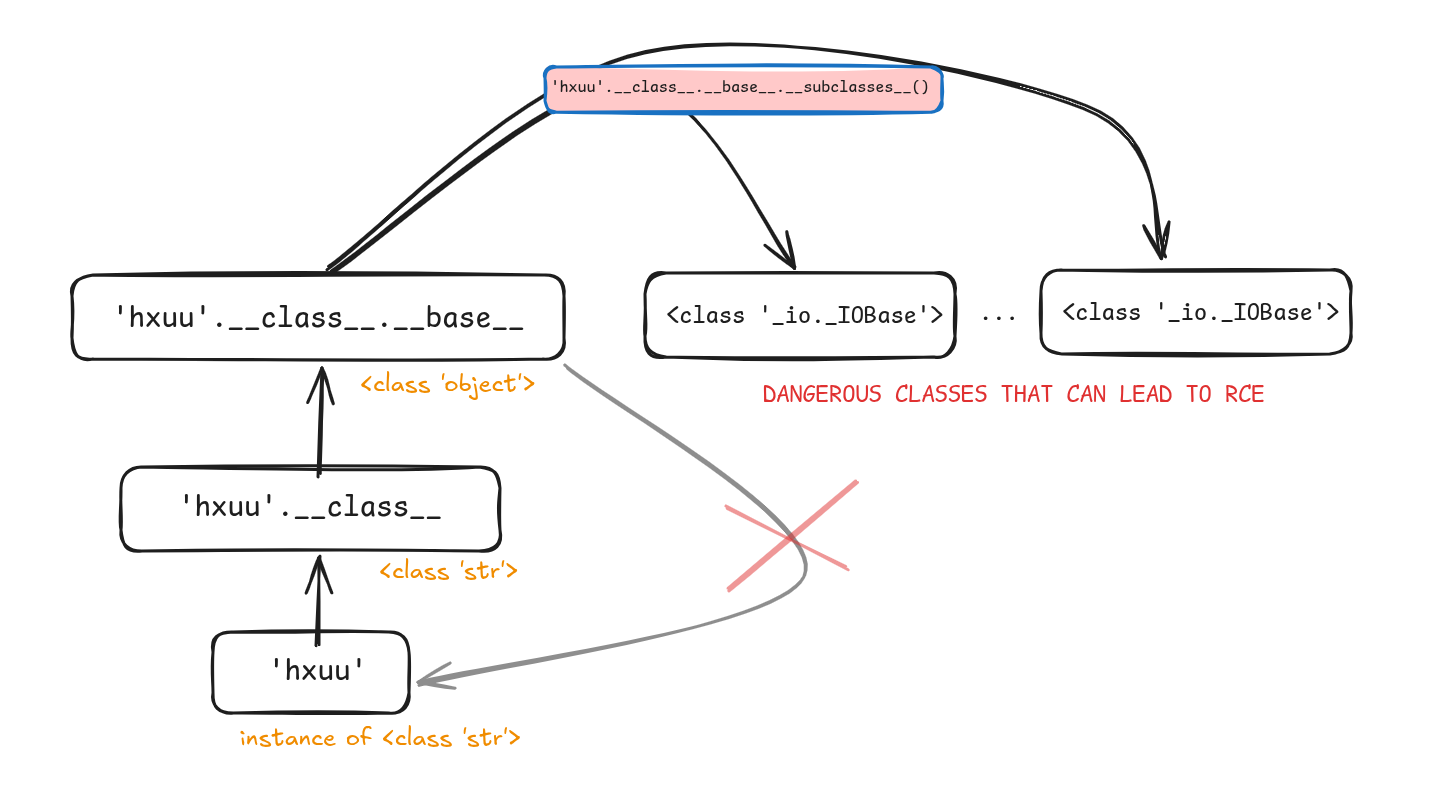 'hxuu'.__class__.__base__.__subclasses__()
'hxuu'.__class__.__base__
<class '_io._IOBase'>
...
<class '_io._IOBase'>
<class 'object'>
DANGEROUS CLASSES THAT CAN LEAD TO RCE
'hxuu'.__class__
<class 'str'>
'hxuu'
instance of <class 'str'>